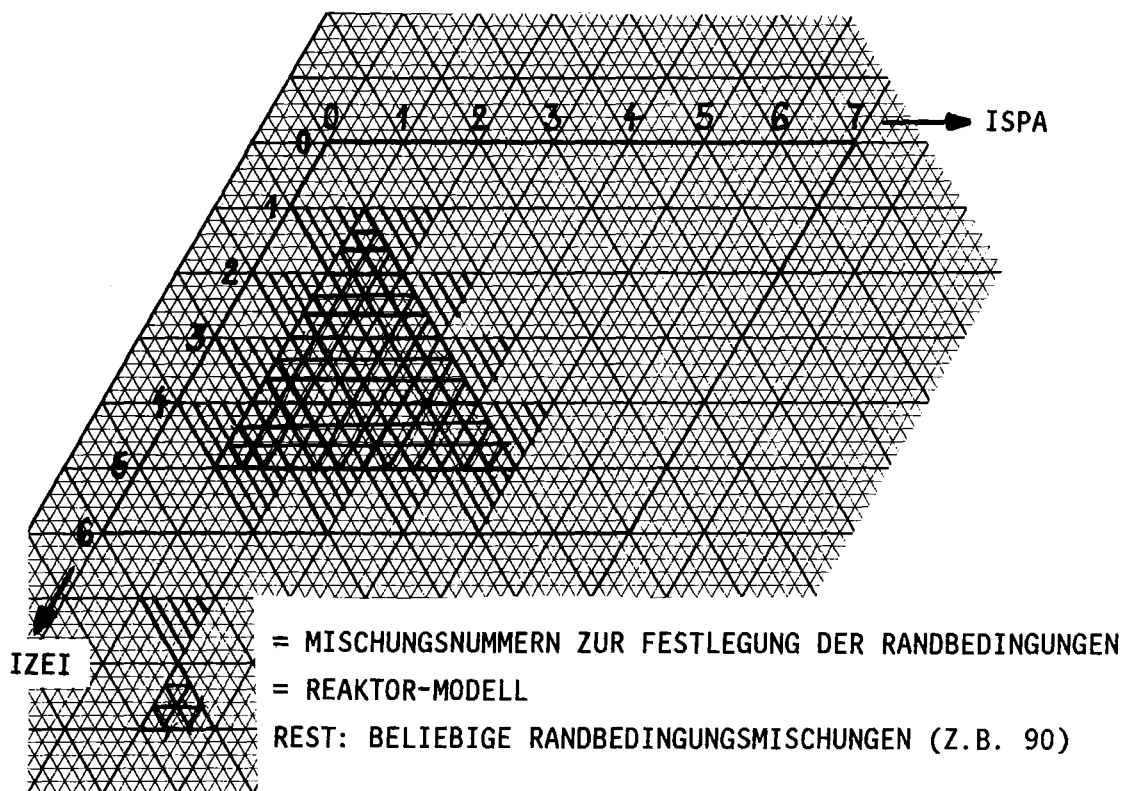 0 1 2 3 4 5 6 7 ISPA
0
1
2
3
4
5
6
IZEI
= MISCHUNGSNUMMERN ZUR FESTLEGUNG DER RANDBEDINGUNGEN
= REAKTOR-MODELL
REST: BELIEBIGE RANDBEDINGUNGSMISCHUNGEN (Z.B. 90)